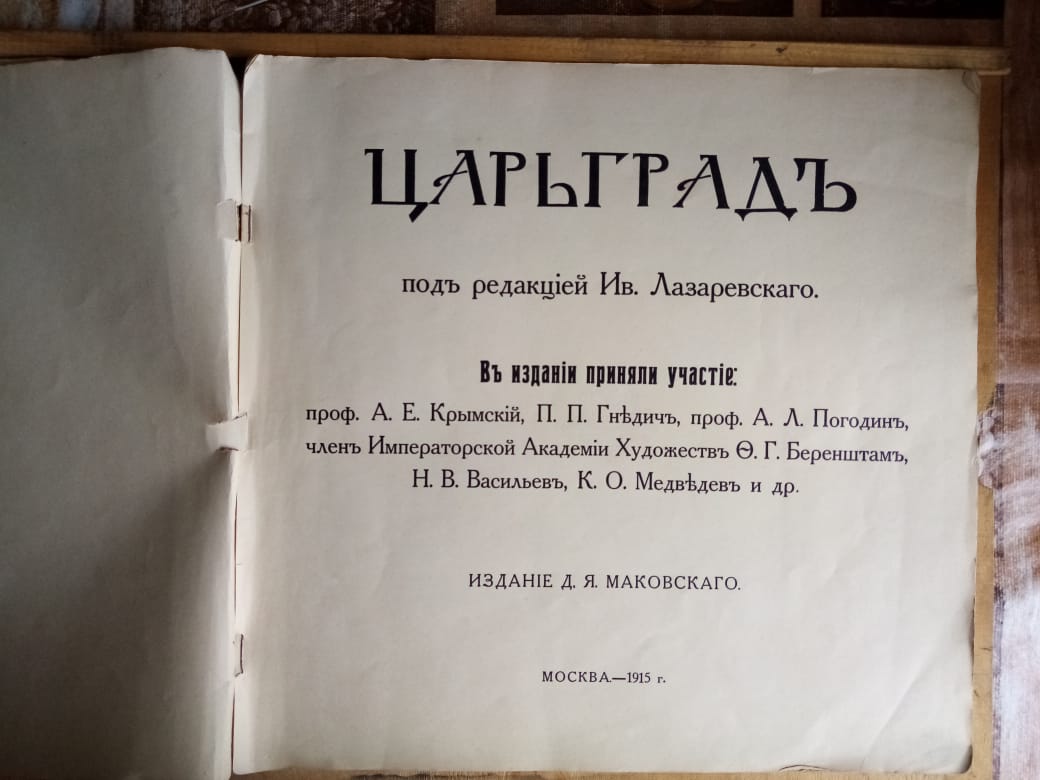 ЦАРЬГРАДЪ
подъ редакціей Ив. Лазаревскаго.
Въ изданіи приняли участіе:
проф. А. Е. Крымскій, П. П. Гнѣдичъ, проф. А. Л. Погодинъ,
членъ Императорской Академіи Художествъ Ѳ. Г. Беренштамъ,
Н. В. Васильевъ, К. О. Медвѣдев и др.
ИЗДАНІЕ Д. Я. МАКОВСКАГО.
МОСКВА.—1915 г.